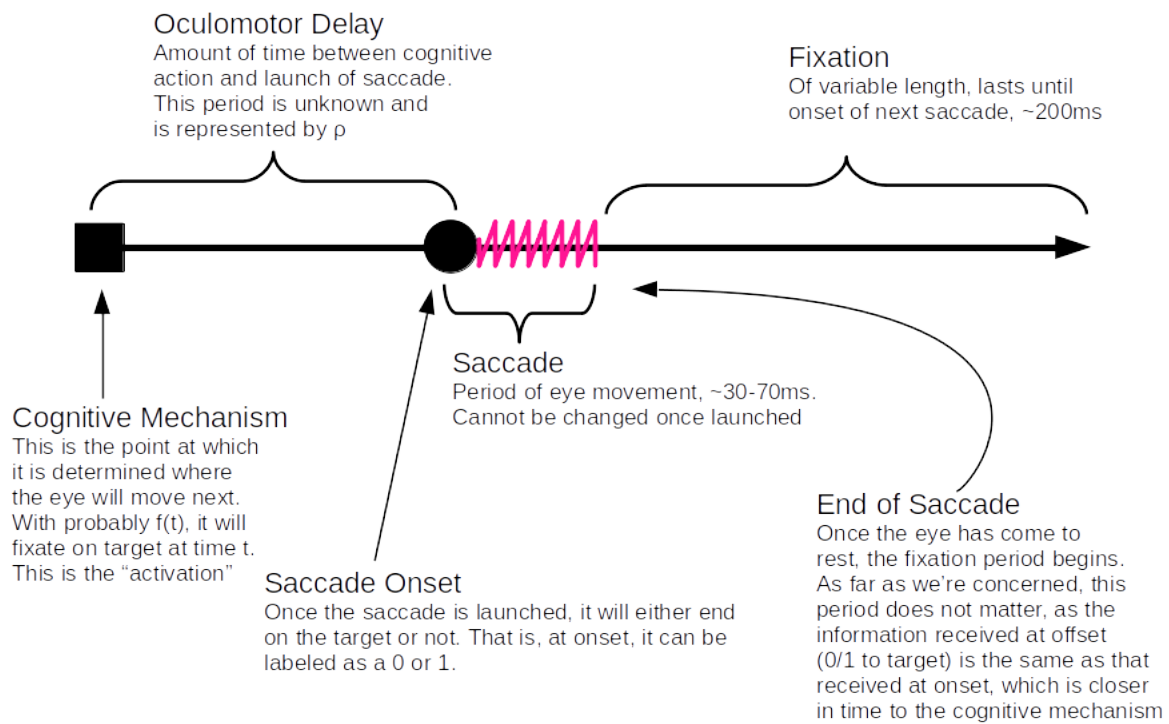 Oculomotor Delay
Amount of time between cognitive
action and launch of saccade.
This period is unknown and
is represented by ρ
Fixation
Of variable length, lasts until
onset of next saccade, ~200ms
Saccade
Period of eye movement, ~30-70ms.
Cannot be changed once launched
Cognitive Mechanism
This is the point at which
it is determined where
the eye will move next.
With probably f(t), it will
fixate on target at time t.
This is the “activation”
Saccade Onset
Once the saccade is launched, it will either end
on the target or not. That is, at onset, it can be
labeled as a 0 or 1.
End of Saccade
Once the eye has come to
rest, the fixation period begins.
As far as we’re concerned, this
period does not matter, as the
information received at offset
(0/1 to target) is the same as that
received at onset, which is closer
in time to the cognitive mechanism